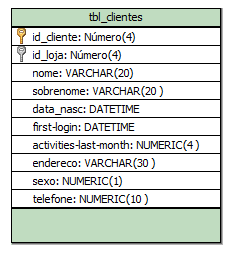 tbl_clientes
id_cliente: Número(4)
id_loja: Número(4)
nome: VARCHAR(20)
sobrenome: VARCHAR(20 )
data_nasc: DATETIME
first-login: DATETIME
activities-last-month: NUMERIC(4 )
endereco: VARCHAR(30 )
sexo: NUMERIC(1)
telefone: NUMERIC(10 )